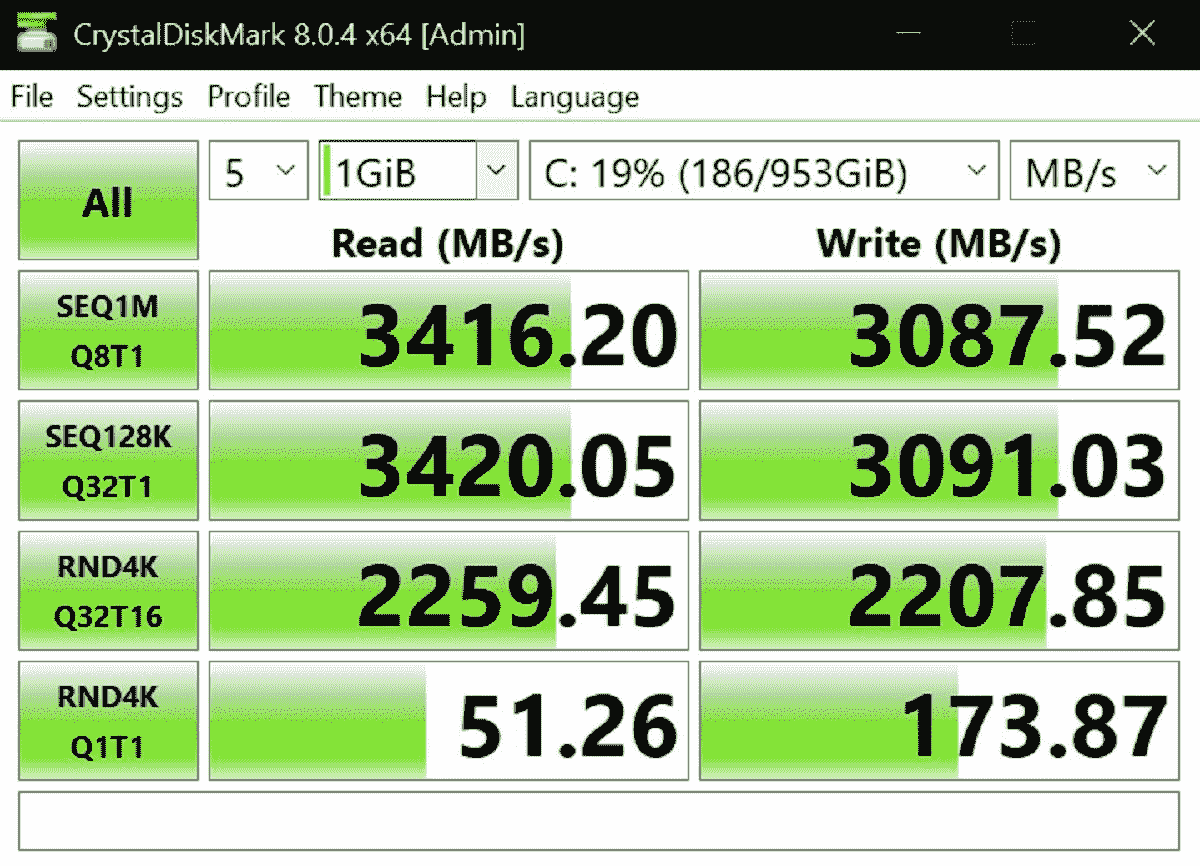 CrystalDiskMark 8.0.4 x64 [Admin]
File Settings Profile Theme Help Language
All 5 1GiB C: 19% (186/953GiB) MB/s
Read (MB/s) Write (MB/s)
SEQ1M
Q8T1 3416.20 3087.52
SEQ128K
Q32T1 3420.05 3091.03
RND4K
Q32T16 2259.45 2207.85
RND4K
Q1T1 51.26 173.87